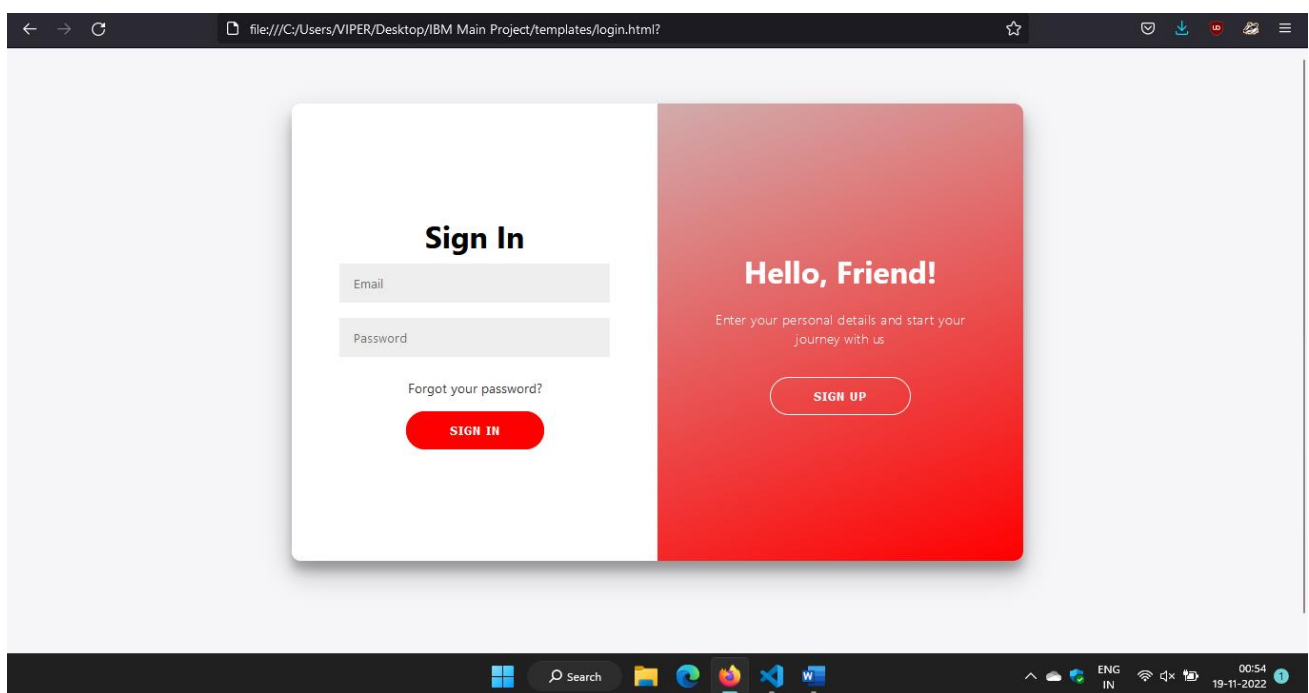 file:///C:/Users/VIPER/Desktop/IBM Main Project/templates/login.html?
Sign In
Email
Password
Forgot your password?
SIGN IN
Hello, Friend!
Enter your personal details and start your
journey with us
SIGN UP
Search
ENG
IN
00:54
19-11-2022
1